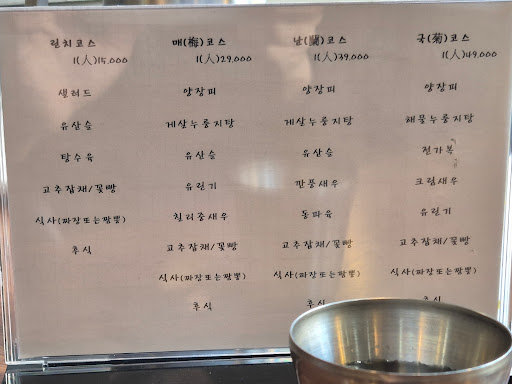 런치코스
1(人)15,000
샐러드
유산슬
탕수육
고추잡채/꽃빵
식사(짜장또는짬뽕)
후식
매(梅)코스
1(人)29,000
양장피
게살누룽지탕
유산슬
유린기
칠리중새우
고추잡채/꽃빵
식사(짜장또는짬뽕)
후식
난(蘭)코스
1(人)39,000
양장피
게살누룽지탕
유산슬
깐풍새우
동파육
고추잡채/꽃빵
식사(짜장또는짬뽕)
후식
국(菊)코스
1(人)49,000
양장피
해물누룽지탕
전가복
크림새우
유린기
고추잡채/꽃빵
식사(짜장또는짬뽕)
후식